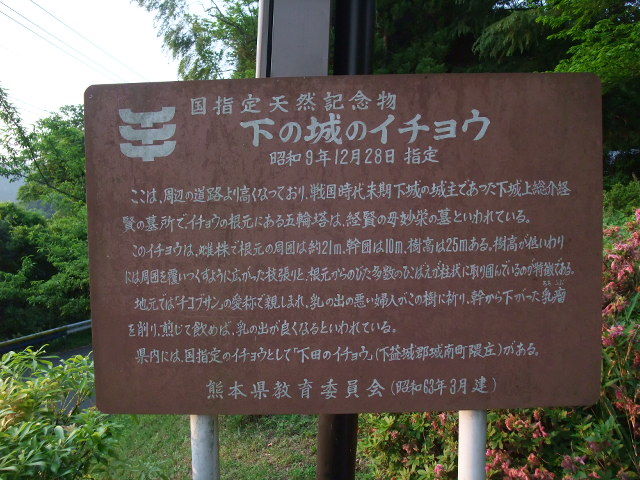 国指定天然記念物
下の城のイチョウ
昭和9年12月28日 指定
ここは、周辺の道路より高くなっており、戦国時代末期下城の城主であった下城上総介経
賢の墓所で、イチョウの根元にある五輪塔は、経賢の母妙栄の墓といわれている。
このイチョウは、雌株で根元の周囲は約21m、幹囲は10m、樹高は25mある。樹高が低いわり
には周囲を覆いつくすように広がった枝張りと、根元からのびた多数のひこばえが柱状に取り囲んでいるのが特徴である。
地元では「チコブサン」の愛称で親しまれ、乳の出の悪い婦人がこの樹に祈り、幹から下がった乳瘤
を削り、煎じて飲めば、乳の出が良くなるといわれている。
県内には、国指定のイチョウとして「下田のイチョウ」(下益城郡城南町隈庄)がある。
熊本県教育委員会(昭和63年3月建)